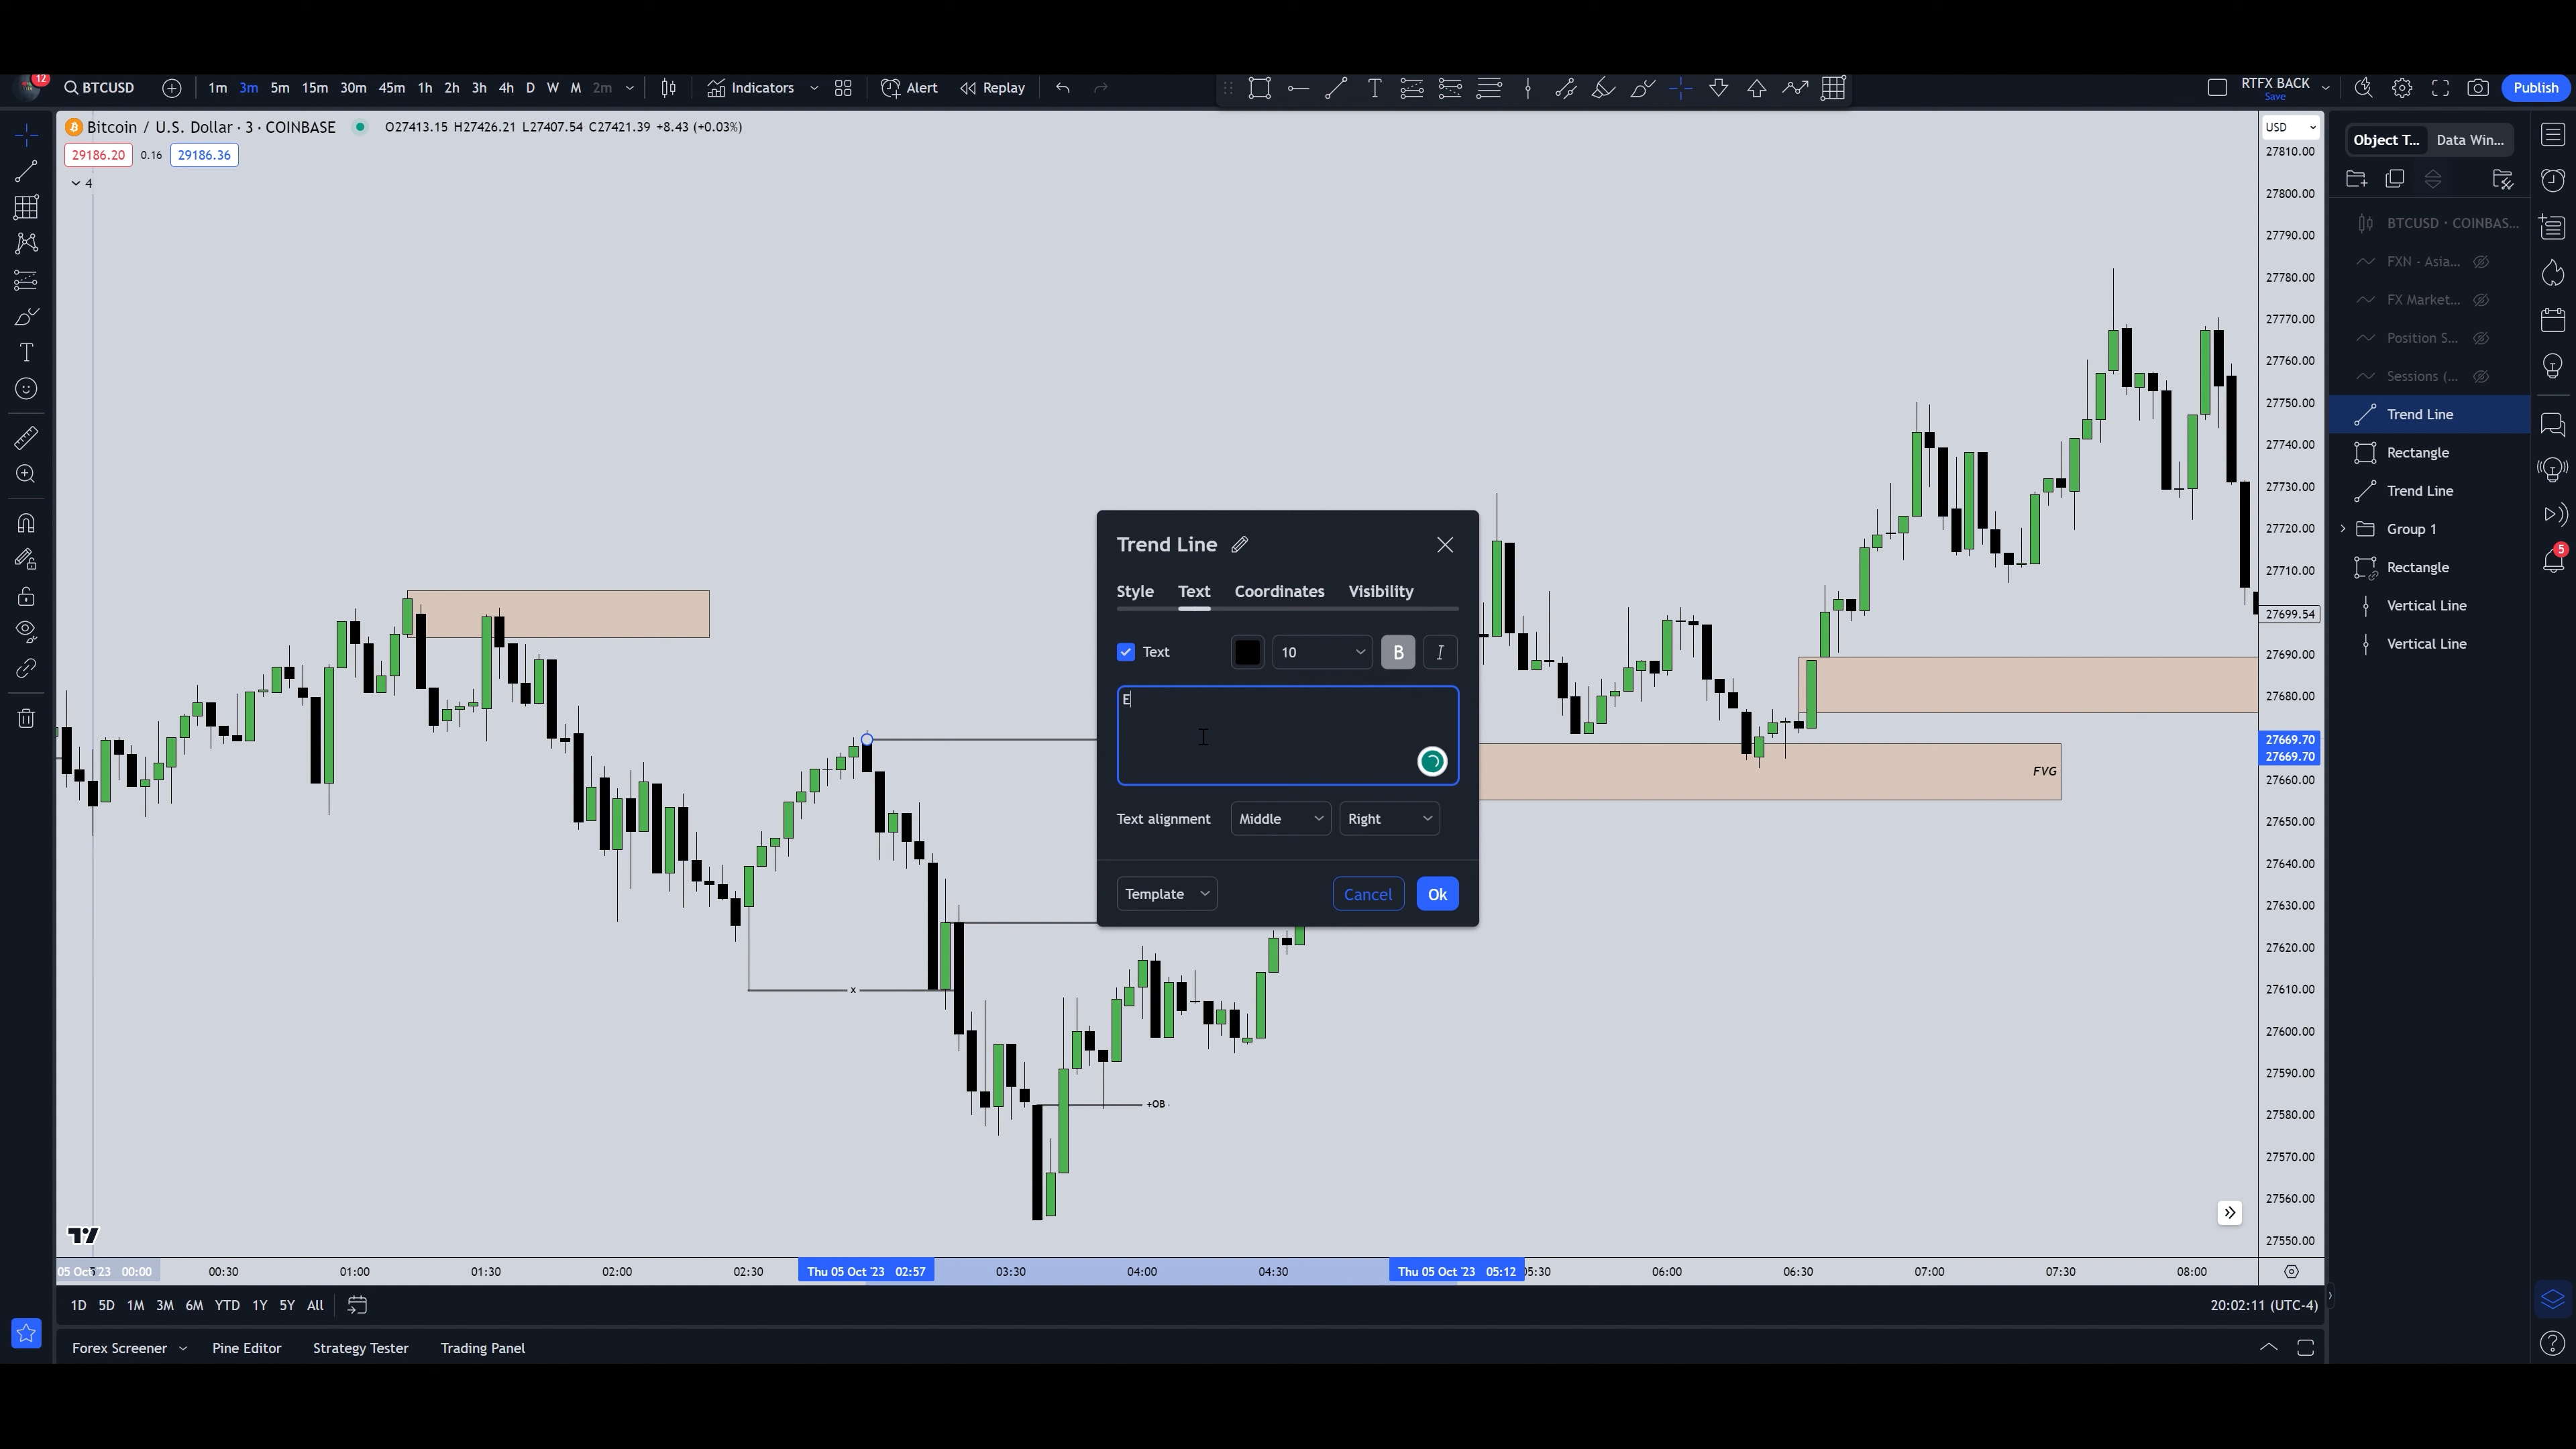 12
BTCUSD 1m 3m 5m 15m 30m 45m 1h 2h 3h 4h D W M 2m Indicators Alert Replay RTFX BACK Publish
Save
Bitcoin / U.S. Dollar · 3 · COINBASE O27413.15 H27426.21 L27407.54 C27421.39 +8.43 (+0.03%)
29186.20 0.16 29186.36
4
USD
27810.00
27800.00
27790.00
27780.00
27770.00
27760.00
27750.00
27740.00
27730.00
27720.00
27710.00
27699.54
27690.00
27680.00
27669.70
27669.70
27660.00
27650.00
27640.00
27630.00
27620.00
27610.00
27600.00
27590.00
27580.00
27570.00
27560.00
27550.00
Object T... Data Win...
BTCUSD · COINBAS...
FXN - Asia...
FX Market...
Position S...
Sessions (...
Trend Line
Rectangle
Trend Line
Group 1
Rectangle
Vertical Line
Vertical Line
5
Trend Line
Style Text Coordinates Visibility
Text 10 B I
E
Text alignment Middle Right
Template Cancel Ok
FVG
x
+OB
05 Oct '23 00:00 00:30 01:00 01:30 02:00 02:30 Thu 05 Oct '23 02:57 03:30 04:00 04:30 Thu 05 Oct '23 05:12 5:30 06:00 06:30 07:00 07:30 08:00
1D 5D 1M 3M 6M YTD 1Y 5Y All 20:02:11 (UTC-4)
Forex Screener Pine Editor Strategy Tester Trading Panel